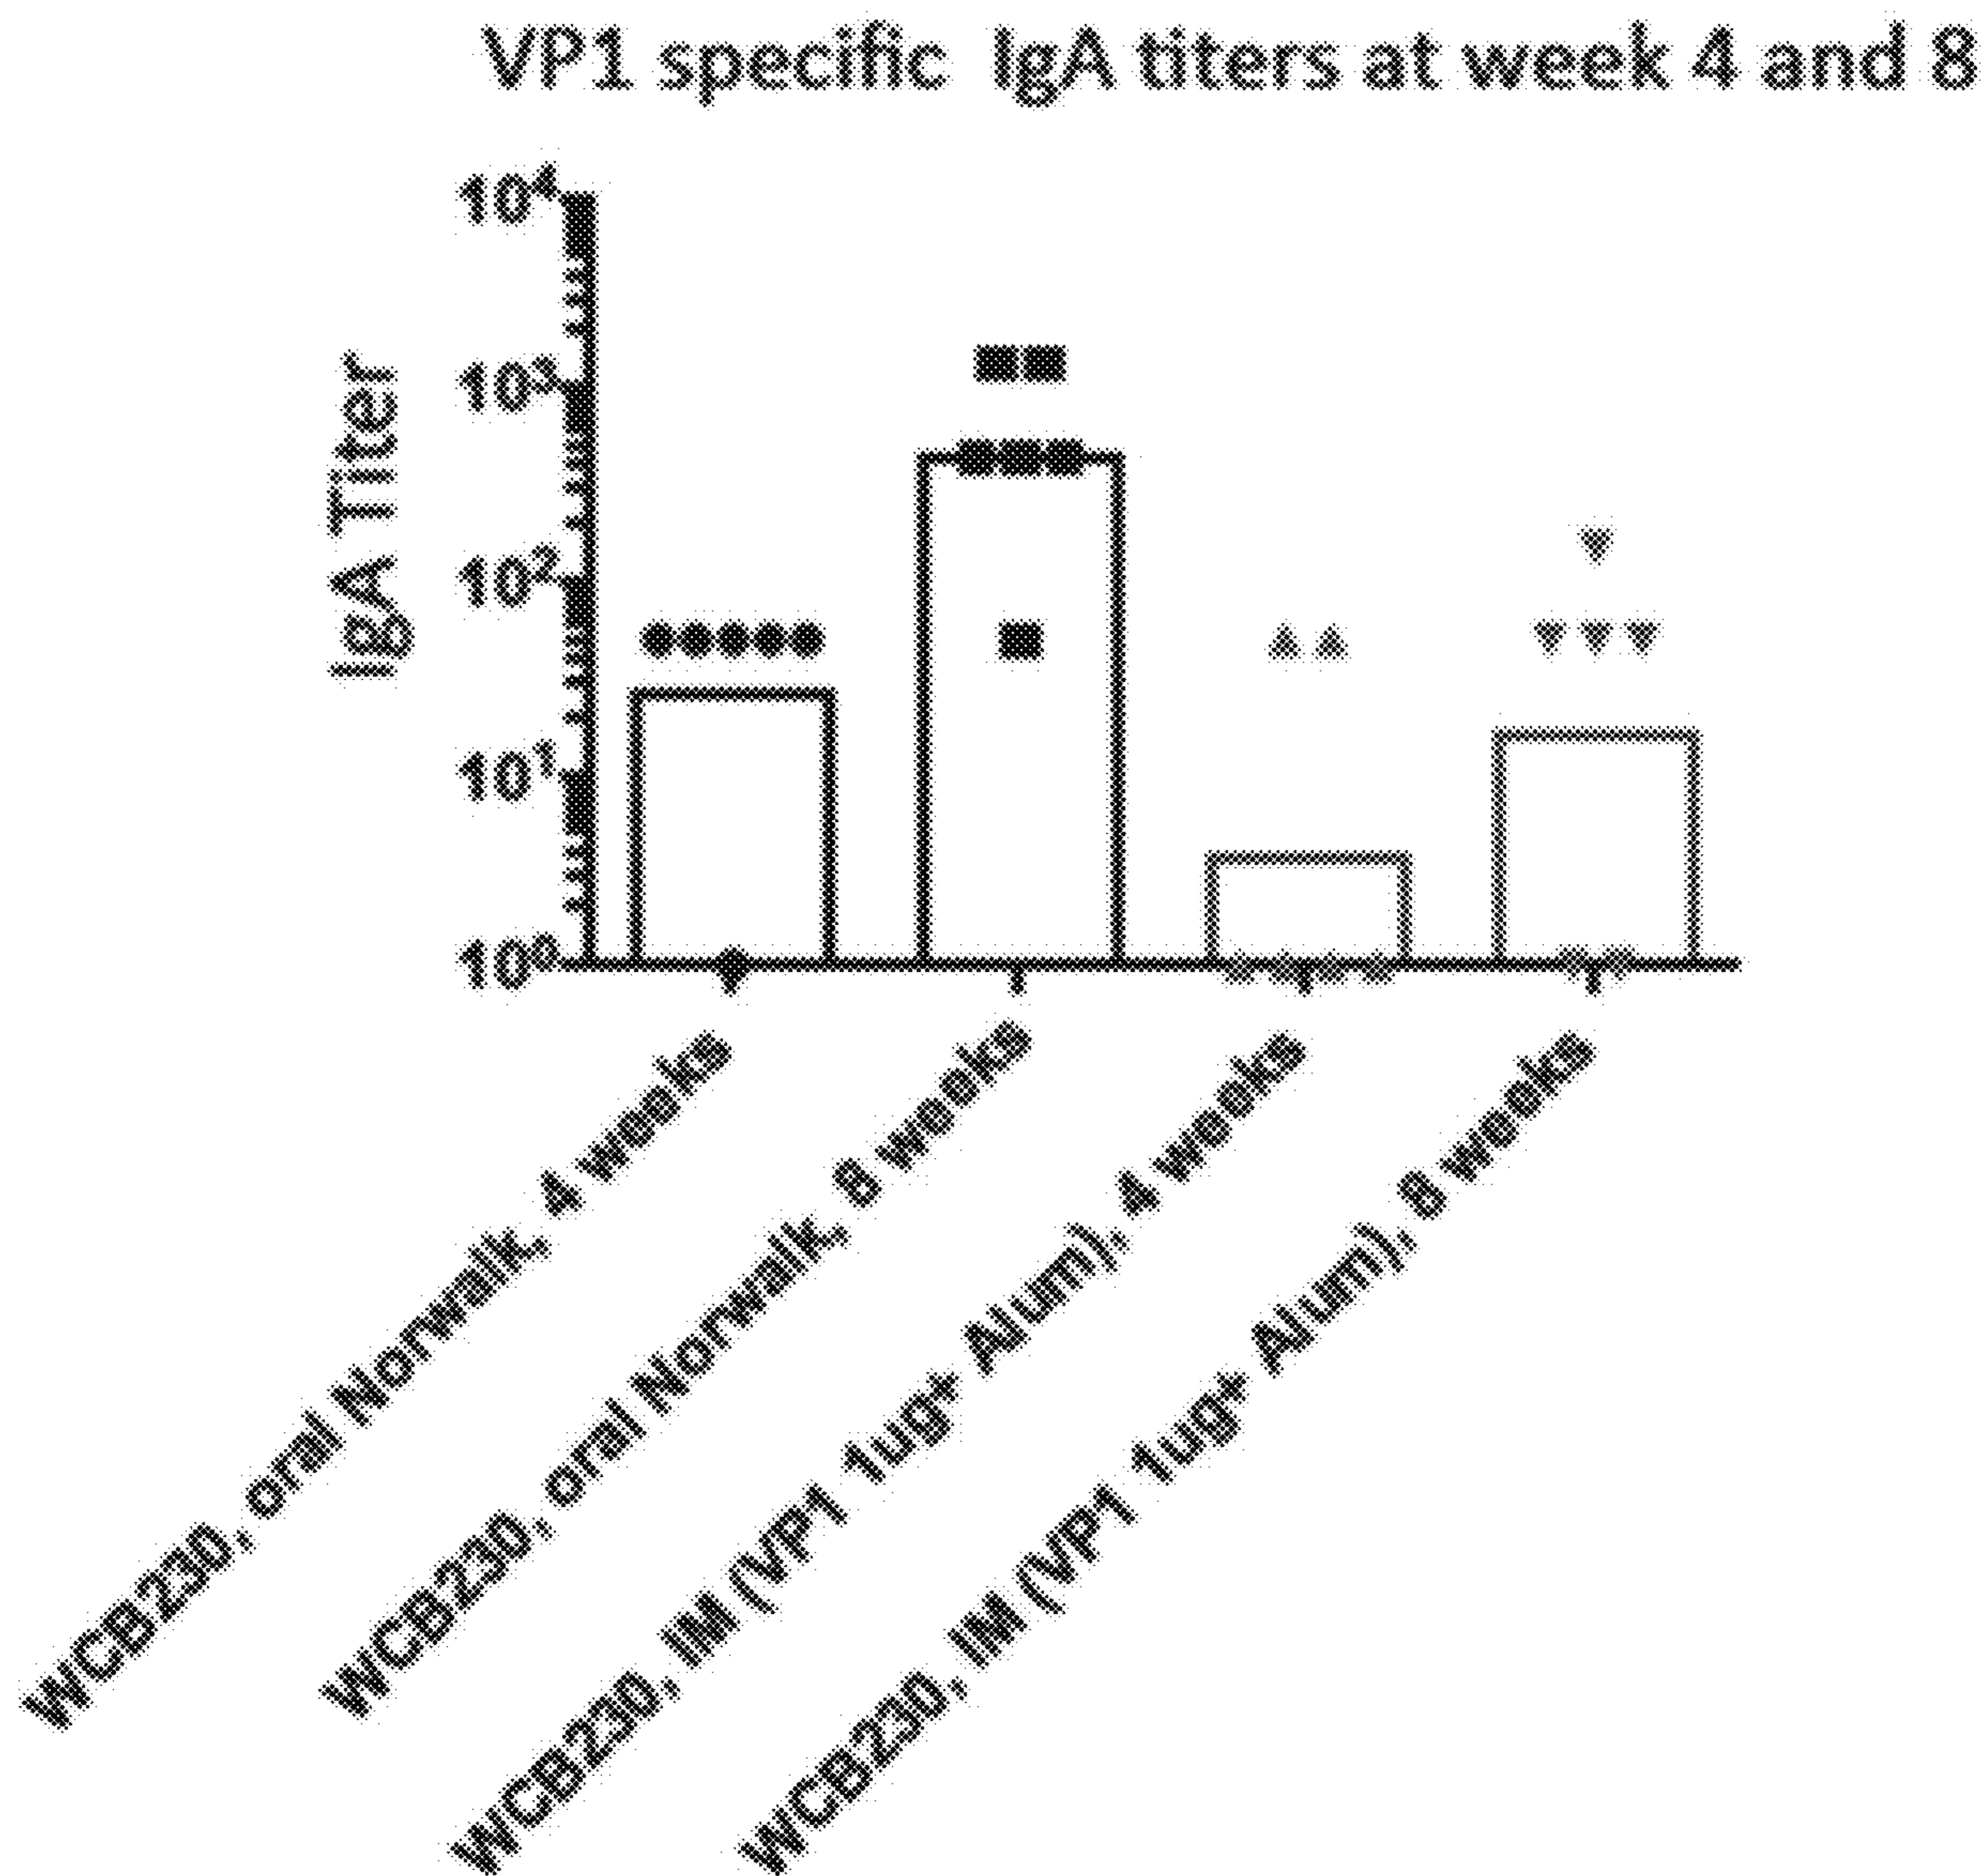 VP1 specific IgA titers at week 4 and 8
IgA Titer
10⁴
10³
10²
10¹
10⁰
WCB230, oral Norwalk, 4 weeks
WCB230, oral Norwalk, 8 weeks
WCB230, IM (VP1 1ug+ Alum), 4 weeks
WCB230, IM (VP1 1ug+ Alum), 8 weeks